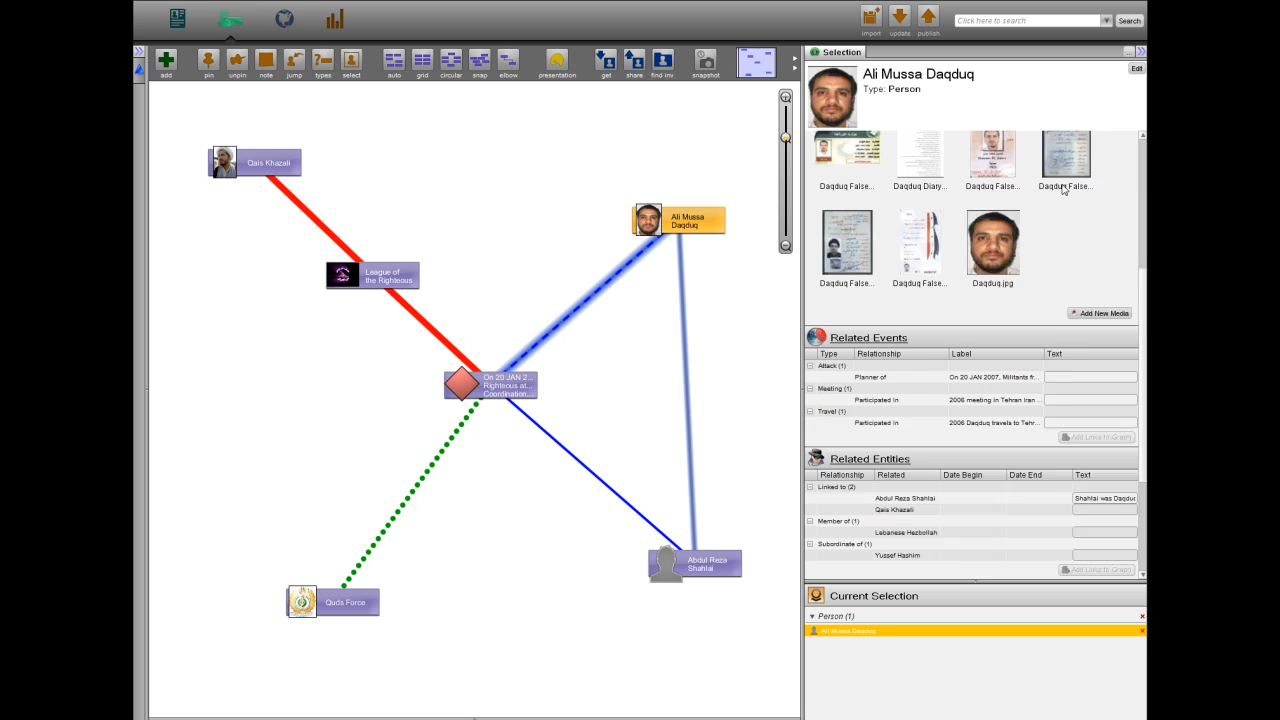 Click here to search
Search
import
update
publish
add
pin
unpin
note
jump
types
select
auto
grid
circular
snap
elbow
presentation
get
share
find inv
snapshot
Selection
...
Ali Mussa Daqduq
Type: Person
Edit
Daqduq False...
Daqduq Diary...
Daqduq False...
Daqduq False...
Daqduq False...
Daqduq False...
Daqduq.jpg
Add New Media
Related Events
Type Relationship Label Text
Attack (1)
Planner of On 20 JAN 2007, Militants fr...
Meeting (1)
Participated In 2006 meeting in Tehran Iran ...
Travel (1)
Participated In 2006 Daqduq travels to Tehr...
Add Links to Graph
Related Entities
Relationship Related Date Begin Date End Text
Linked to (2)
Abdul Reza Shahlai Shahlai was Daqduq
Qais Khazali
Member of (1)
Lebanese Hezbollah
Subordinate of (1)
Yussef Hashim
Add Links to Graph
Current Selection
Person (1)
Ali Mussa Daqduq
Qais Khazali
Ali Mussa
Daqduq
League of
the Righteous
On 20 JAN 2...
Righteous at...
Coordination...
Abdul Reza
Shahlai
Quds Force